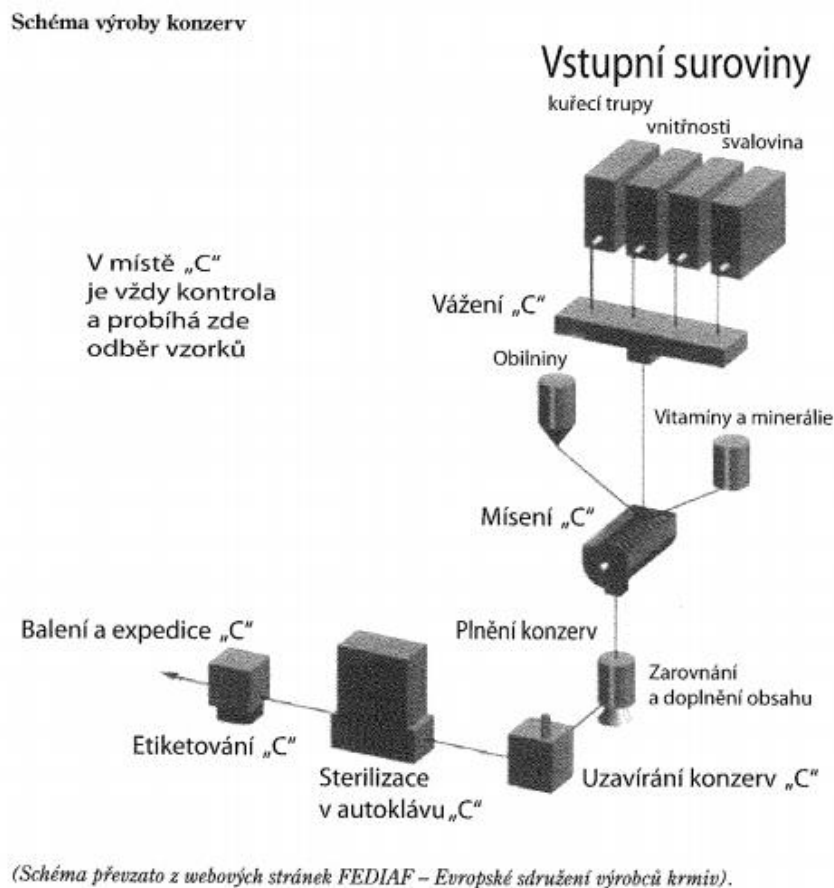 Schéma výroby konzerv
Vstupní suroviny
kuřecí trupy
vnitřnosti
svalovina
V místě „C“
je vždy kontrola
a probíhá zde
odběr vzorků
Vážení „C“
Obilniny
Vitamíny a minerálie
Mísení „C“
Plnění konzerv
Zarovnání
a doplnění obsahu
Balení a expedice „C“
Etiketování „C“
Sterilizace
v autoklávu „C“
Uzavírání konzerv „C“
(Schéma převzato z webových stránek FEDIAF – Evropské sdružení výrobců krmiv).